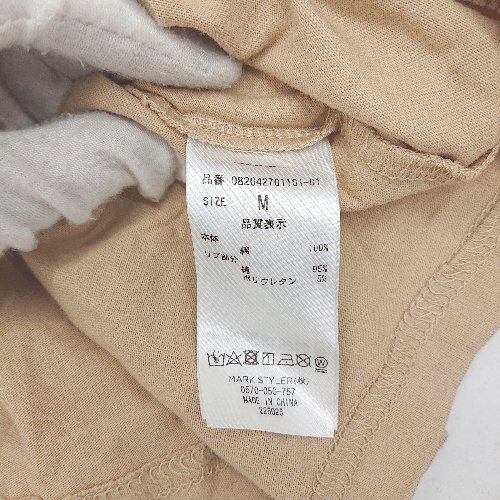 品番 082042701101-01
SIZE M
品質表示
本体 綿 100%
リブ部分
綿 95%
ポリウレタン 5%
MARK STYLER(株)
0570-050-757
MADE IN CHINA
225025